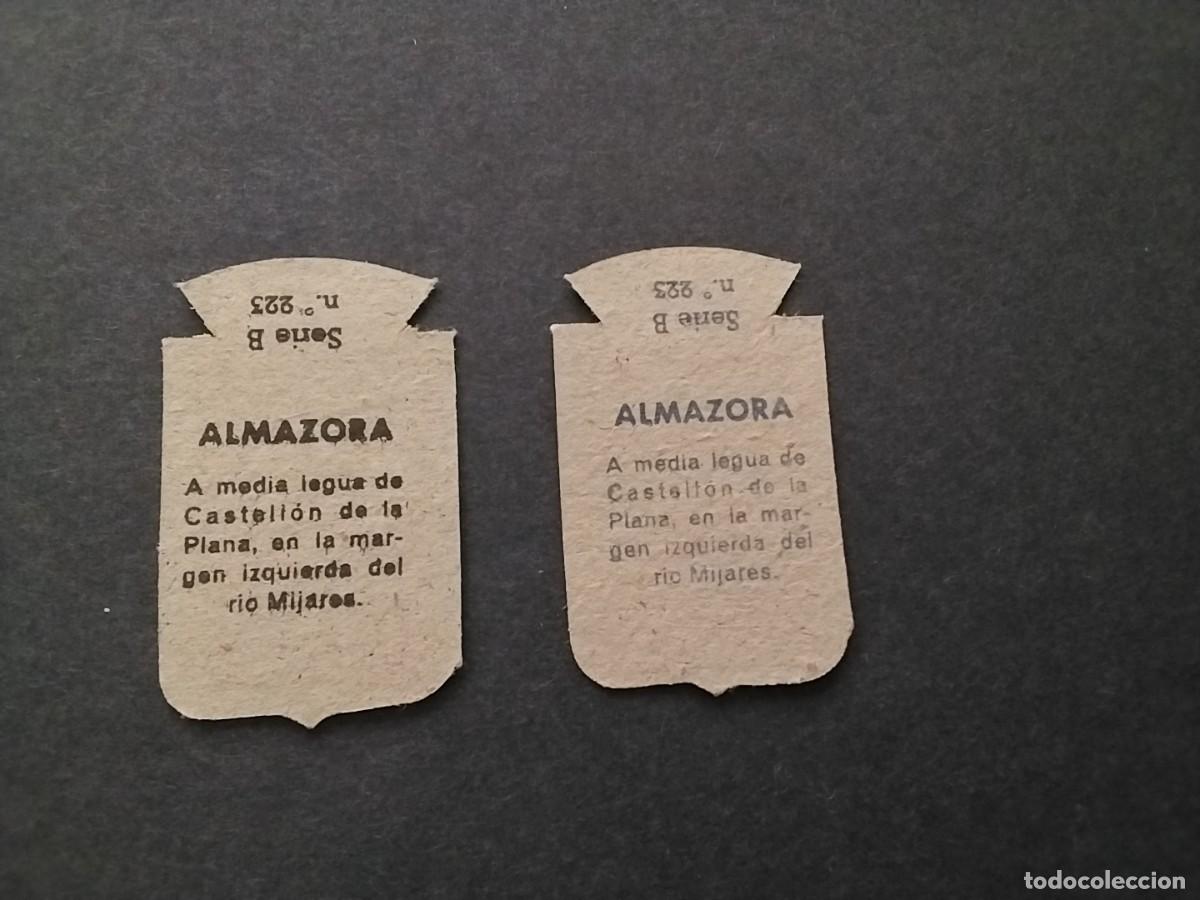 Serie B
n.º 223
ALMAZORA
A media legua de
Castellón de la
Plana, en la mar-
gen izquierda del
río Mijares.
Serie B
n.º 223
ALMAZORA
A media legua de
Castellón de la
Plana, en la mar-
gen izquierda del
río Mijares.
todocoleccion